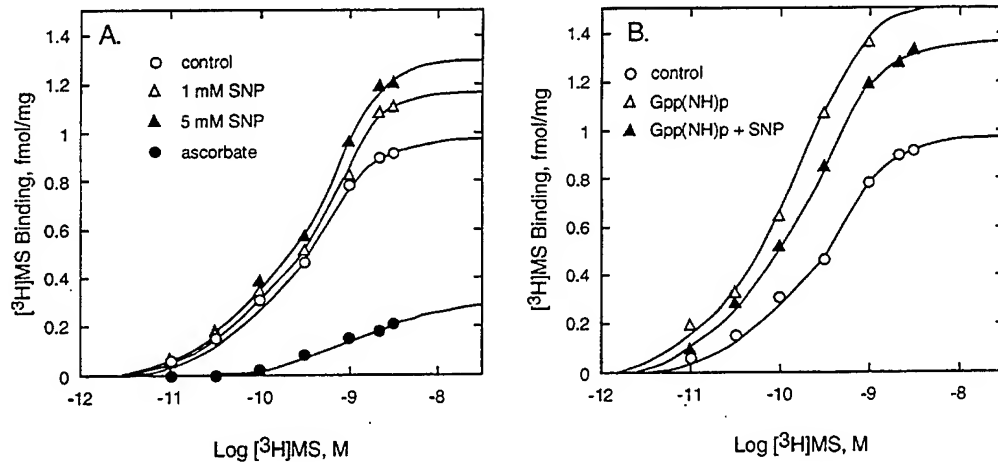 A.
control
1 mM SNP
5 mM SNP
ascorbate
[³H]MS Binding, fmol/mg
1.4
1.2
1
0.8
0.6
0.4
0.2
0
-12
-11
-10
-9
-8
Log [³H]MS, M
B.
control
Gpp(NH)p
Gpp(NH)p + SNP
[³H]MS Binding, fmol/mg
1.4
1.2
1
0.8
0.6
0.4
0.2
0
-12
-11
-10
-9
-8
Log [³H]MS, M